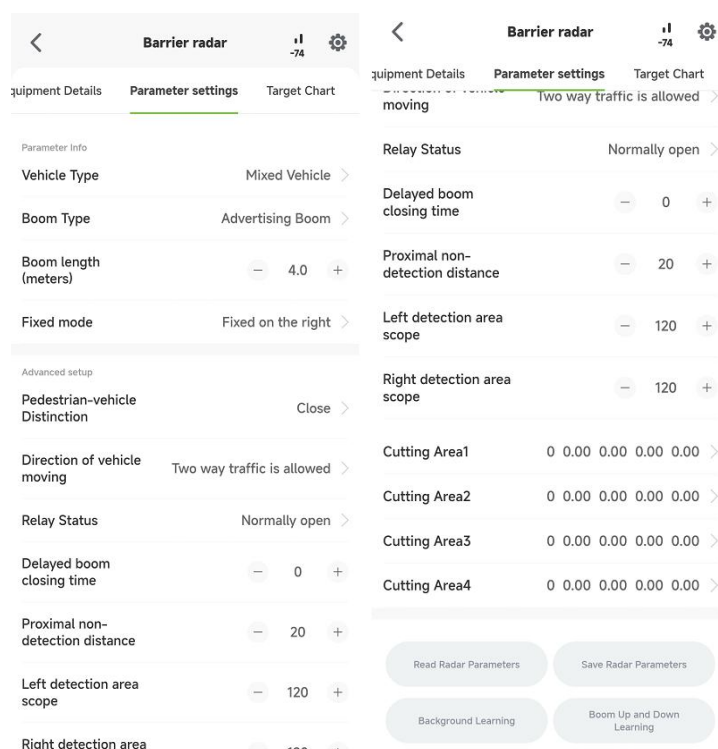 Barrier radar
-74
quipment Details Parameter settings Target Chart
Parameter Info
Vehicle Type Mixed Vehicle
Boom Type Advertising Boom
Boom length
(meters)
− 4.0 +
Fixed mode Fixed on the right
Advanced setup
Pedestrian-vehicle
Distinction
Close
Direction of vehicle
moving
Two way traffic is allowed
Relay Status Normally open
Delayed boom
closing time
− 0 +
Proximal non-
detection distance
− 20 +
Left detection area
scope
− 120 +
Right detection area
Barrier radar
-74
quipment Details Parameter settings Target Chart
Direction of vehicle
moving
Two way traffic is allowed
Relay Status Normally open
Delayed boom
closing time
− 0 +
Proximal non-
detection distance
− 20 +
Left detection area
scope
− 120 +
Right detection area
scope
− 120 +
Cutting Area1 0 0.00 0.00 0.00 0.00
Cutting Area2 0 0.00 0.00 0.00 0.00
Cutting Area3 0 0.00 0.00 0.00 0.00
Cutting Area4 0 0.00 0.00 0.00 0.00
Read Radar Parameters Save Radar Parameters
Background Learning
Boom Up and Down
Learning